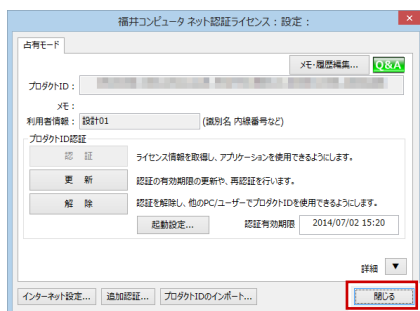 福井コンピュータ ネット認証ライセンス：設定：
占有モード
メモ・履歴編集... Q&A
プロダクトID：
メモ：
利用者情報： 設計01 (識別名 内線番号など)
プロダクトID認証
認 証 ライセンス情報を取得し、アプリケーションを使用できるようにします。
更 新 認証の有効期限の更新や、再認証を行います。
解 除 認証を解除し、他のPC/ユーザーでプロダクトIDを使用できるようにします。
起動設定... 認証有効期限 2014/07/02 15:20
詳細 ▼
インターネット設定... 追加認証... プロダクトIDのインポート... 閉じる